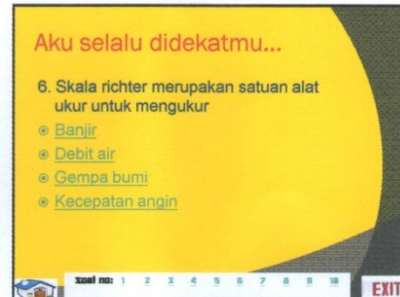 Aku selalu didekatmu...
6. Skala richter merupakan satuan alat
ukur untuk mengukur
Banjir
Debit air
Gempa bumi
Kecepatan angin
Soal no: 1 2 3 4 5 6 7 8 9 10
EXIT